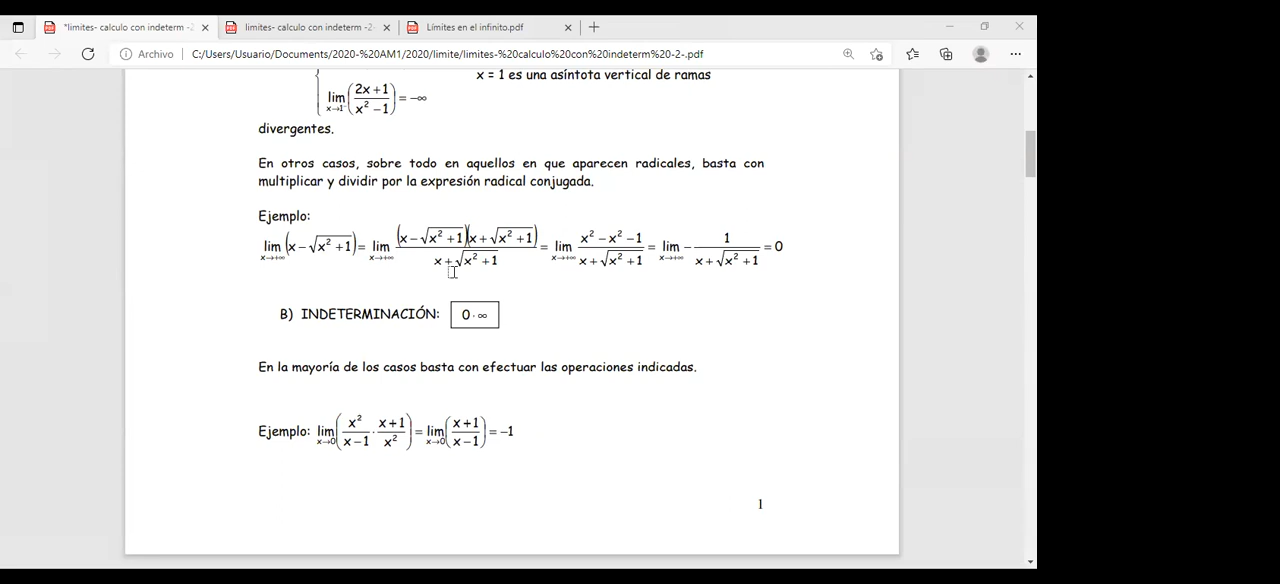 *limites- calculo con indeterm -2
limites- calculo con indeterm -2-
Límites en el infinito.pdf
Archivo
C:/Users/Usuario/Documents/2020-%20AM1/2020/limite/limites-%20calculo%20con%20indeterm%20-2-.pdf
x = 1 es una asíntota vertical de ramas
lim x→1⁻ ((2x+1)/(x² −1)) = −∞
divergentes.
En otros casos, sobre todo en aquellos en que aparecen radicales, basta con
multiplicar y dividir por la expresión radical conjugada.
Ejemplo:
lim x→+∞ (x − √(x² +1)) = lim x→+∞ ((x − √(x² +1))(x + √(x² +1)))/(x + √(x² +1)) = lim x→+∞ (x² − x² −1)/(x + √(x² +1)) = lim x→+∞ − 1/(x + √(x² +1)) = 0
B) INDETERMINACIÓN: 0 · ∞
En la mayoría de los casos basta con efectuar las operaciones indicadas.
Ejemplo: lim x→0 (x²/(x −1) · (x +1)/x²) = lim x→0 ((x +1)/(x −1)) = −1
1